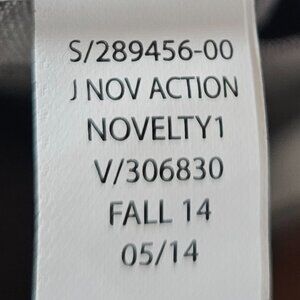 S/289456-00
J NOV ACTION
NOVELTY1
V/306830
FALL 14
05/14